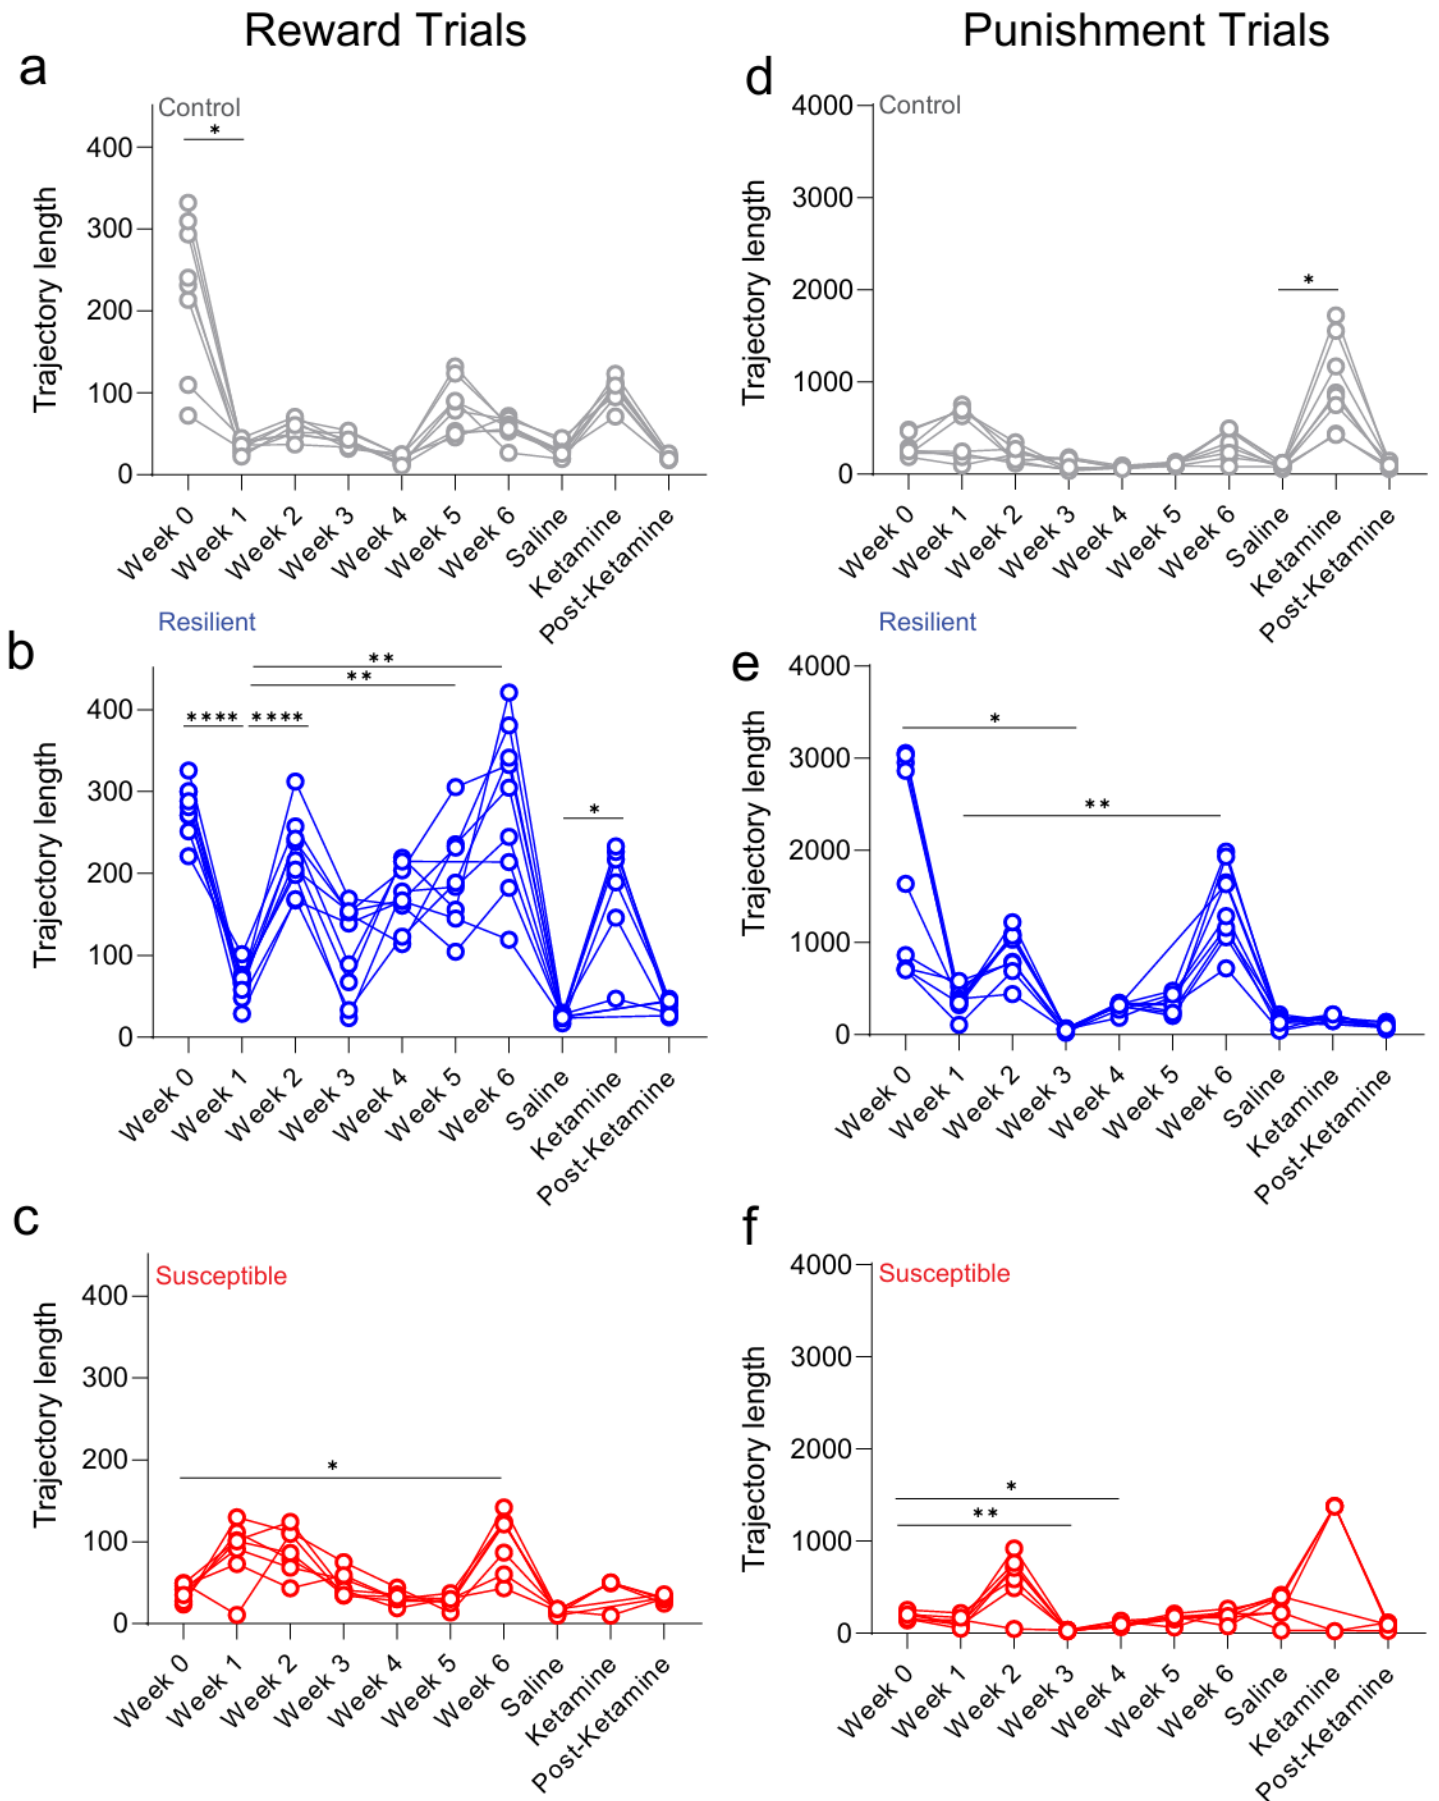 Reward Trials
Punishment Trials
a
Control
*
Trajectory length
400
300
200
100
0
Week 0
Week 1
Week 2
Week 3
Week 4
Week 5
Week 6
Saline
Ketamine
Post-Ketamine
d
Control
*
Trajectory length
4000
3000
2000
1000
0
Week 0
Week 1
Week 2
Week 3
Week 4
Week 5
Week 6
Saline
Ketamine
Post-Ketamine
b
Resilient
**
**
**** ****
*
Trajectory length
400
300
200
100
0
Week 0
Week 1
Week 2
Week 3
Week 4
Week 5
Week 6
Saline
Ketamine
Post-Ketamine
e
Resilient
*
**
Trajectory length
4000
3000
2000
1000
0
Week 0
Week 1
Week 2
Week 3
Week 4
Week 5
Week 6
Saline
Ketamine
Post-Ketamine
c
Susceptible
*
Trajectory length
400
300
200
100
0
Week 0
Week 1
Week 2
Week 3
Week 4
Week 5
Week 6
Saline
Ketamine
Post-Ketamine
f
Susceptible
*
**
Trajectory length
4000
3000
2000
1000
0
Week 0
Week 1
Week 2
Week 3
Week 4
Week 5
Week 6
Saline
Ketamine
Post-Ketamine